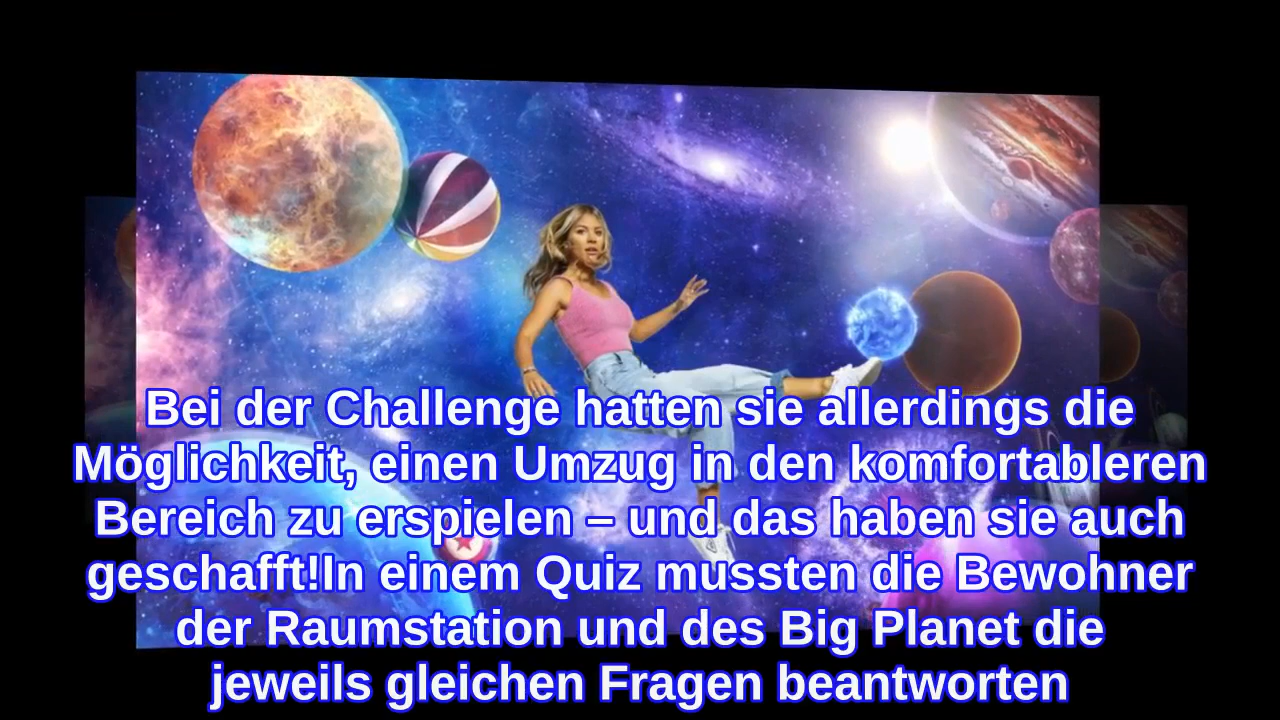 Bei der Challenge hatten sie allerdings die
Möglichkeit, einen Umzug in den komfortableren
Bereich zu erspielen – und das haben sie auch
geschafft!In einem Quiz mussten die Bewohner
der Raumstation und des Big Planet die
jeweils gleichen Fragen beantworten